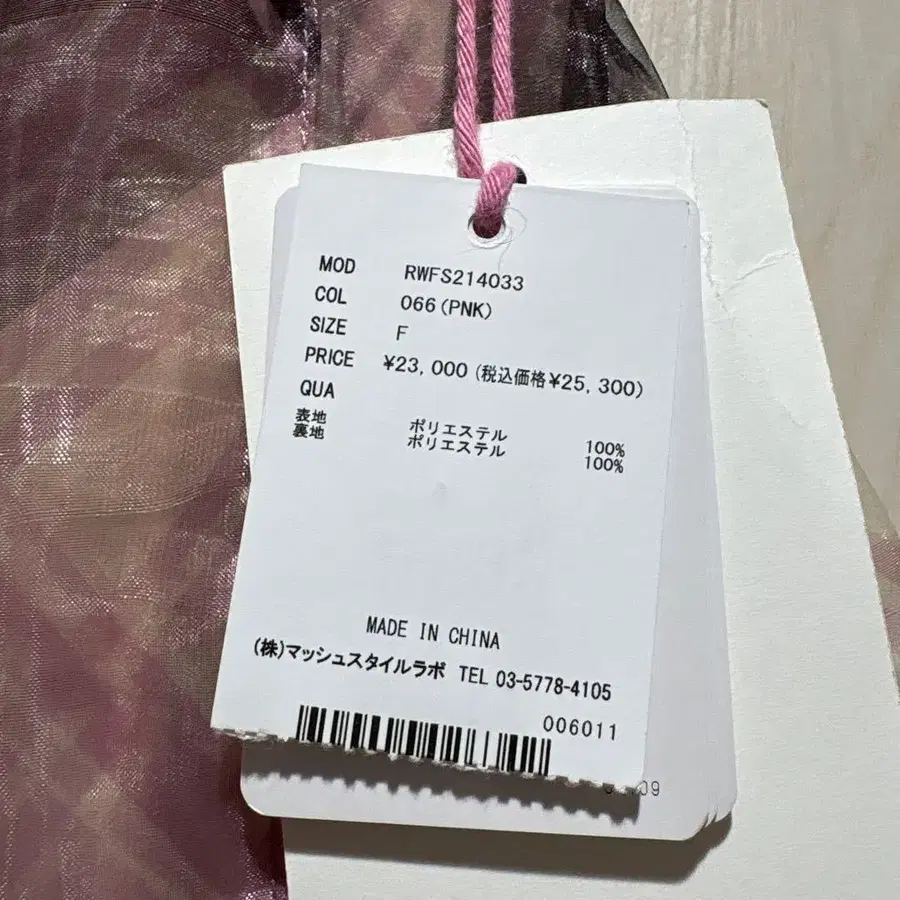 MOD RWFS214033
COL 066(PNK)
SIZE F
PRICE ¥23,000 (税込価格¥25,300)
QUA
表地 ポリエステル 100%
裏地 ポリエステル 100%
MADE IN CHINA
(株)マッシュスタイルラボ TEL 03-5778-4105
006011